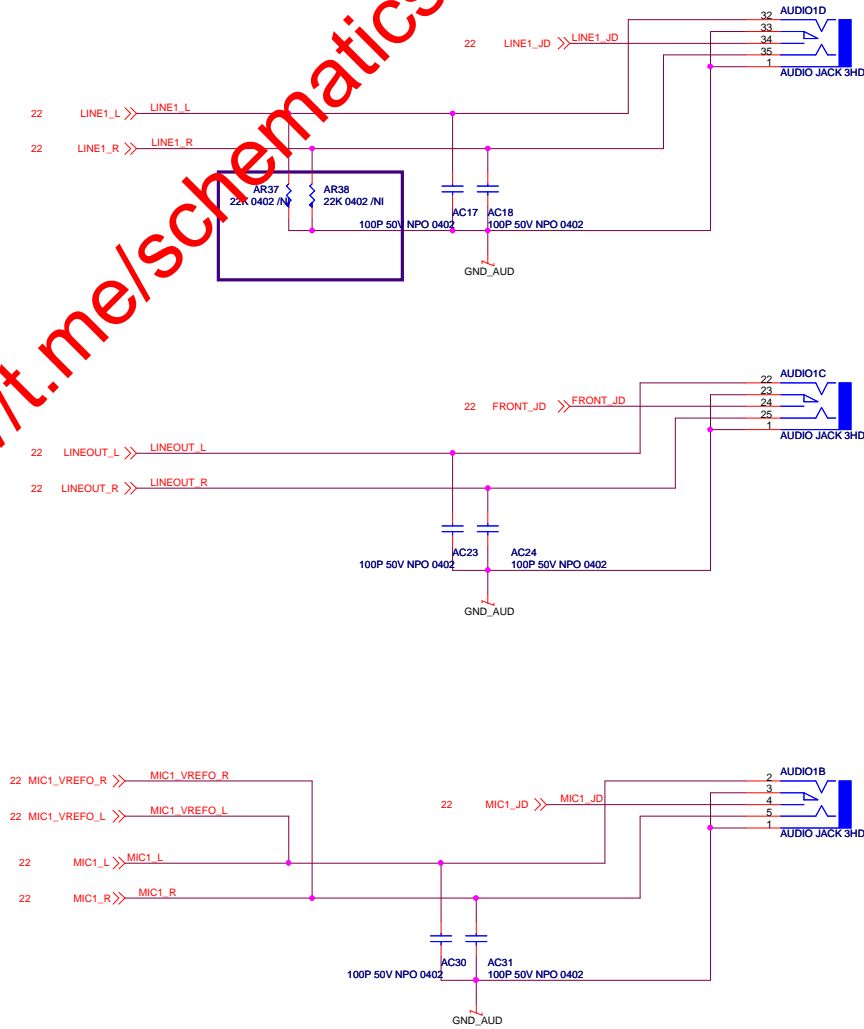 AUDIO1D
32
33
34
35
1
AUDIO JACK 3HD
22 LINE1_JD LINE1_JD
22 LINE1_L LINE1_L
22 LINE1_R LINE1_R
AR37
22K 0402 /NI
AR38
22K 0402 /NI
AC17
100P 50V NPO 0402
AC18
100P 50V NPO 0402
GND_AUD
/t.me/schematics
AUDIO1C
22
23
24
25
1
AUDIO JACK 3HD
22 FRONT_JD FRONT_JD
22 LINEOUT_L LINEOUT_L
22 LINEOUT_R LINEOUT_R
AC23
100P 50V NPO 0402
AC24
100P 50V NPO 0402
GND_AUD
AUDIO1B
2
3
4
5
1
AUDIO JACK 3HD
22 MIC1_VREFO_R MIC1_VREFO_R
22 MIC1_VREFO_L MIC1_VREFO_L
22 MIC1_JD MIC1_JD
22 MIC1_L MIC1_L
22 MIC1_R MIC1_R
AC30
100P 50V NPO 0402
AC31
100P 50V NPO 0402
GND_AUD